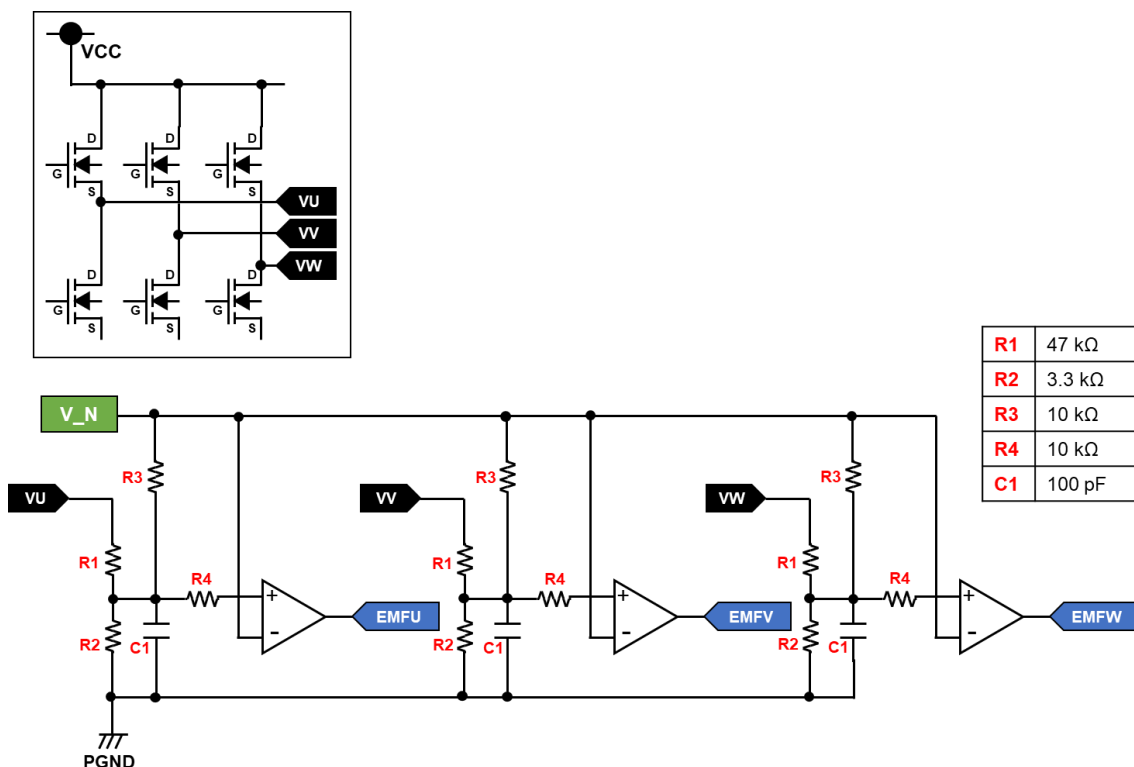 VCC
D
D
D
G
S
G
S
G
S
VU
VV
VW
D
D
D
G
S
G
S
G
S
R1 47 kΩ
R2 3.3 kΩ
R3 10 kΩ
R4 10 kΩ
C1 100 pF
V_N
R3
R3
R3
VU
VV
VW
R1
R4
+
-
EMFU
R1
R4
+
-
EMFV
R1
R4
+
-
EMFW
R2
C1
R2
C1
R2
C1
PGND